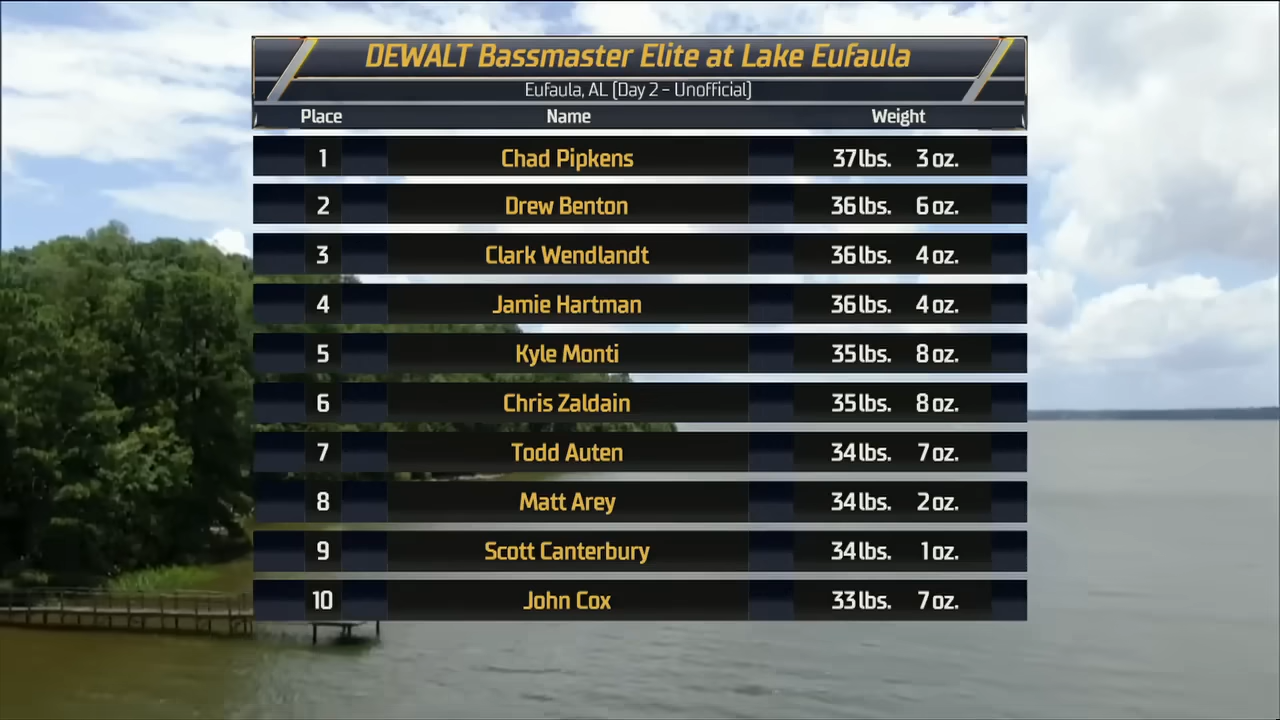 DEWALT Bassmaster Elite at Lake Eufaula
Eufaula, AL (Day 2 - Unofficial)
Place Name Weight
1 Chad Pipkens 37 lbs. 3 oz.
2 Drew Benton 36 lbs. 6 oz.
3 Clark Wendlandt 36 lbs. 4 oz.
4 Jamie Hartman 36 lbs. 4 oz.
5 Kyle Monti 35 lbs. 8 oz.
6 Chris Zaldain 35 lbs. 8 oz.
7 Todd Auten 34 lbs. 7 oz.
8 Matt Arey 34 lbs. 2 oz.
9 Scott Canterbury 34 lbs. 1 oz.
10 John Cox 33 lbs. 7 oz.